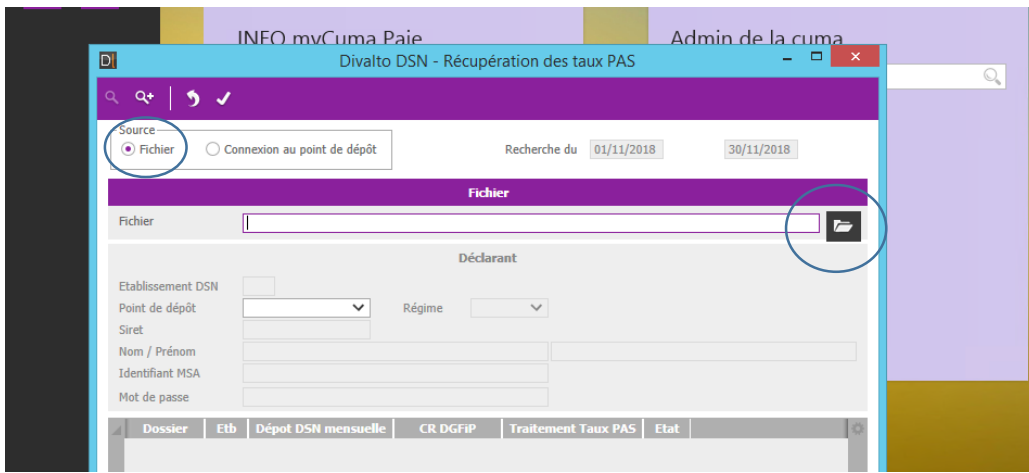 INFO myCuma Paie
Admin de la cuma
Divalto DSN - Récupération des taux PAS
Source
Fichier Connexion au point de dépôt Recherche du 01/11/2018 30/11/2018
Fichier
Fichier
Déclarant
Etablissement DSN
Point de dépôt Régime
Siret
Nom / Prénom
Identifiant MSA
Mot de passe
Dossier Etb Dépot DSN mensuelle CR DGFiP Traitement Taux PAS Etat